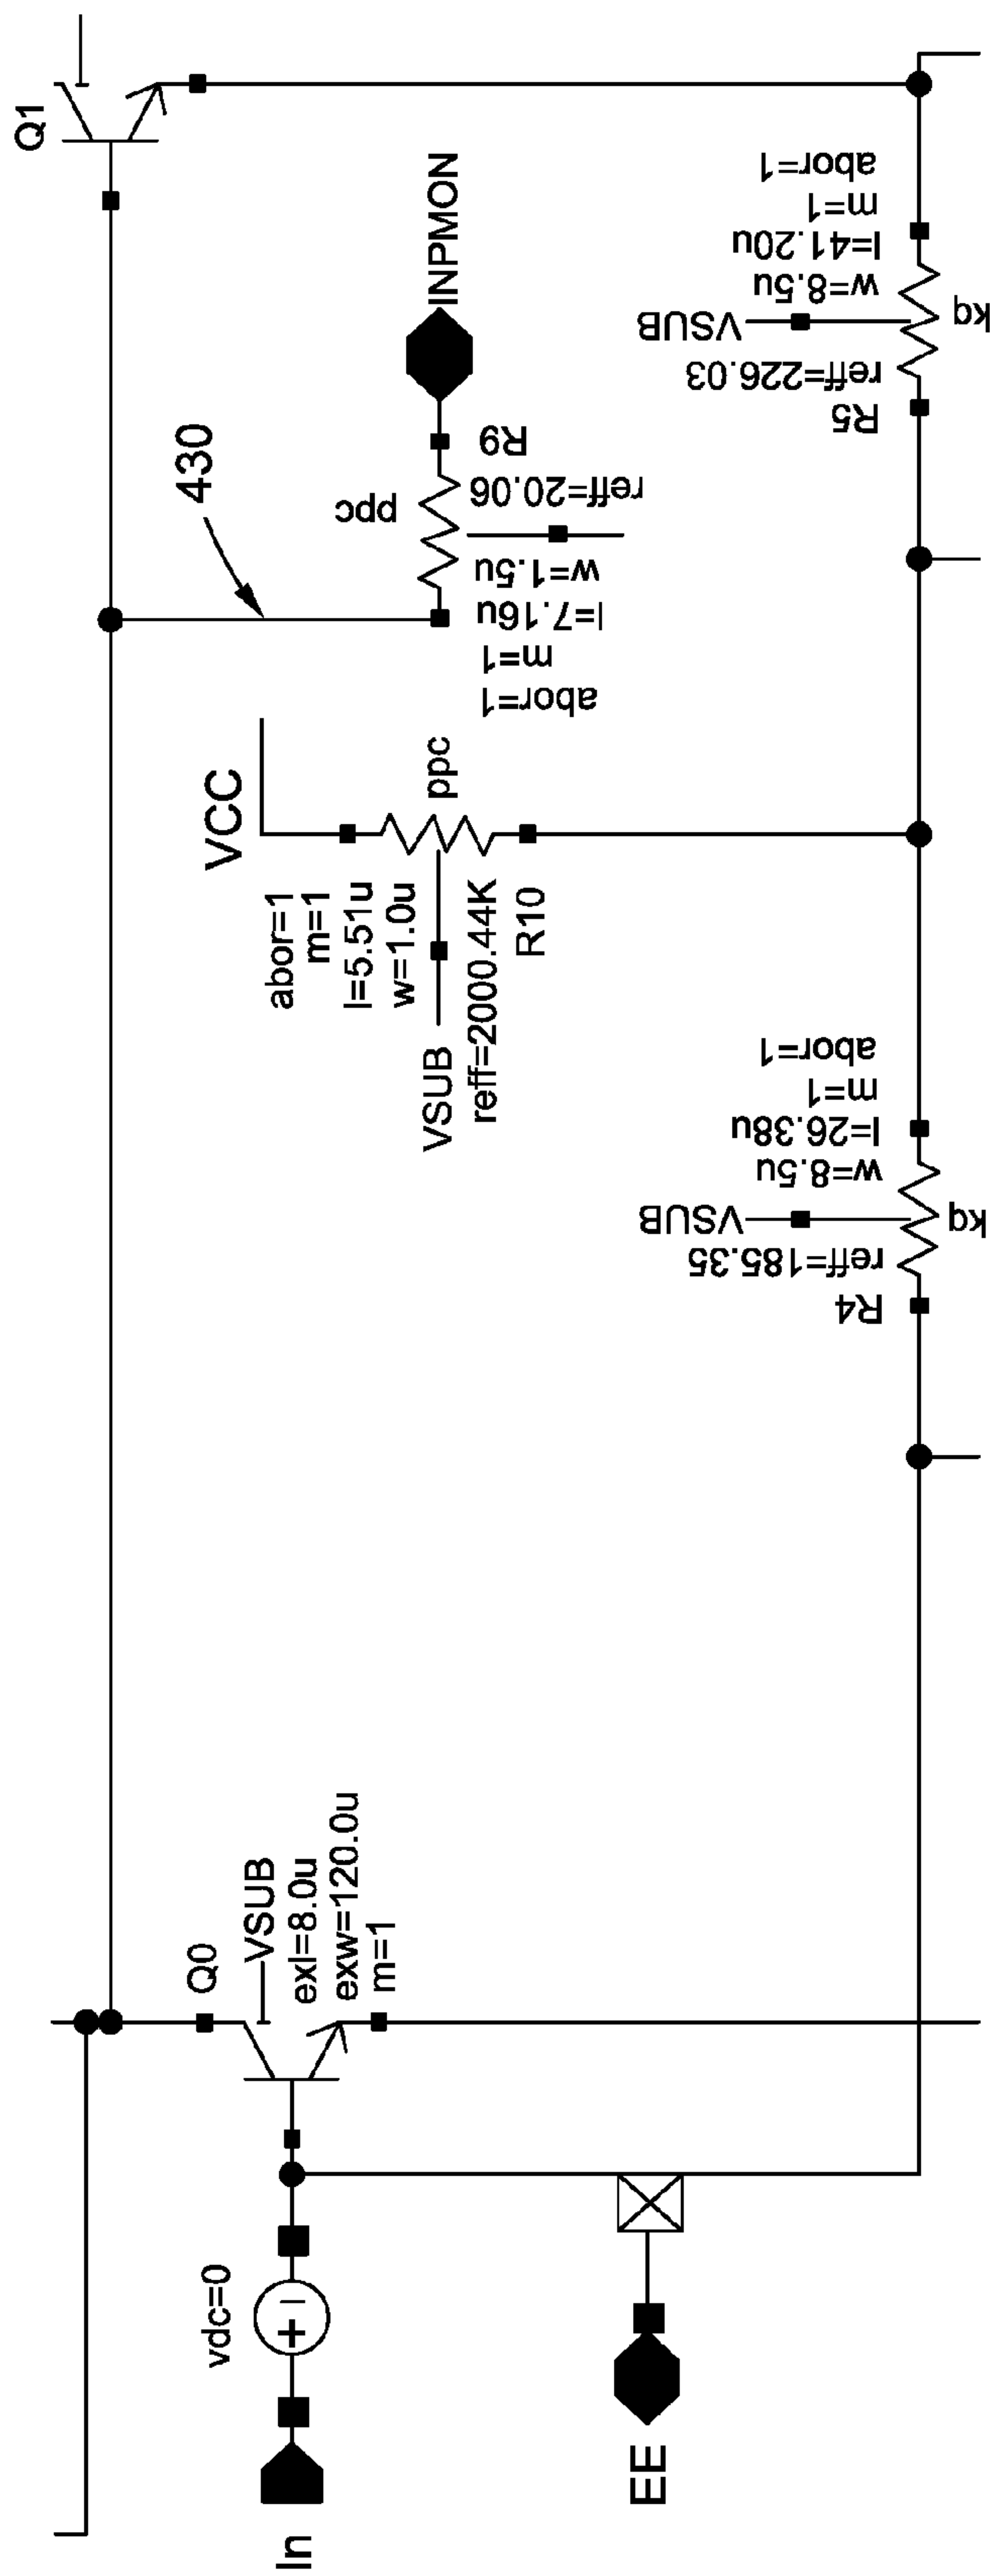 Q1
430
INPMON
R9
ppc
reff=20.06
w=1.5u
l=7.16u
m=1
abor=1
abor=1
m=1
l=41.20u
w=8.5u
VSUB
reff=226.03
R5
kq
VCC
ppc
abor=1
m=1
l=5.51u
w=1.0u
VSUB
reff=2000.44K
R10
abor=1
m=1
l=26.38u
w=8.5u
VSUB
reff=185.35
R4
kq
Q0
VSUB
exl=8.0u
exw=120.0u
m=1
vdc=0
+ −
In
EE